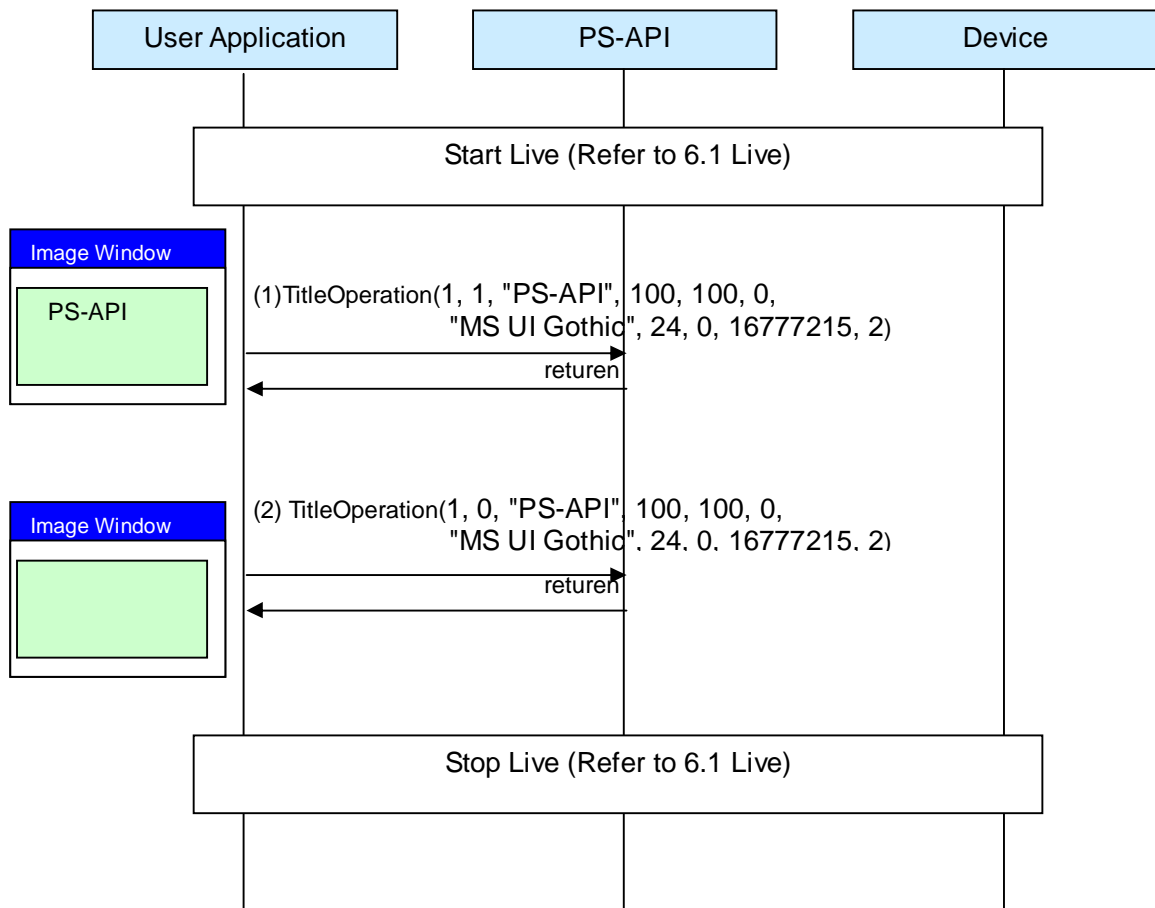 User Application
PS-API
Device
Start Live (Refer to 6.1 Live)
Image Window
PS-API
(1)TitleOperation(1, 1, "PS-API", 100, 100, 0,
"MS UI Gothic", 24, 0, 16777215, 2)
returen
Image Window
(2) TitleOperation(1, 0, "PS-API", 100, 100, 0,
"MS UI Gothic", 24, 0, 16777215, 2)
returen
Stop Live (Refer to 6.1 Live)